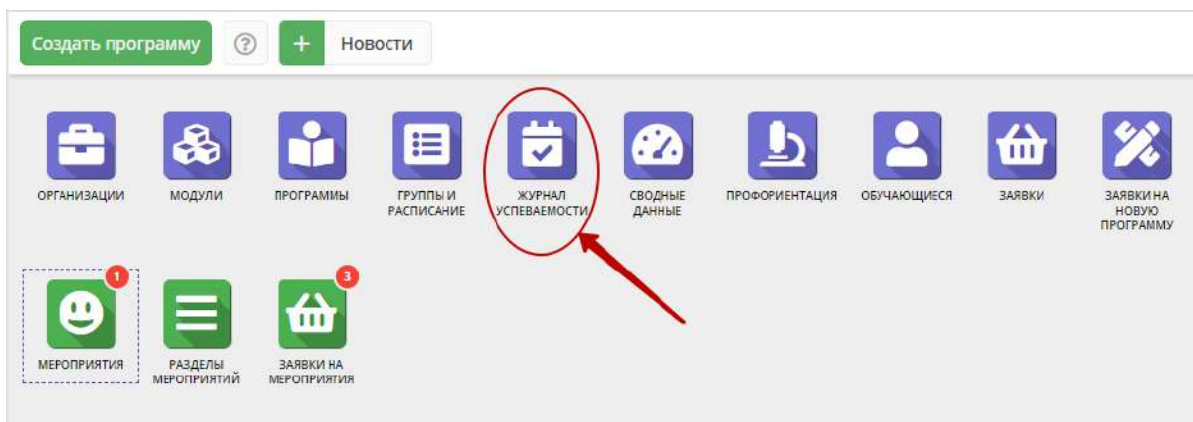 Создать программу ? + Новости
ОРГАНИЗАЦИИ
МОДУЛИ
ПРОГРАММЫ
ГРУППЫ И
РАСПИСАНИЕ
ЖУРНАЛ
УСПЕВАЕМОСТИ
СВОДНЫЕ
ДАННЫЕ
ПРОФОРИЕНТАЦИЯ
ОБУЧАЮЩИЕСЯ
ЗАЯВКИ
ЗАЯВКИ НА
НОВУЮ
ПРОГРАММУ
1
МЕРОПРИЯТИЯ
РАЗДЕЛЫ
МЕРОПРИЯТИЙ
3
ЗАЯВКИ НА
МЕРОПРИЯТИЯ